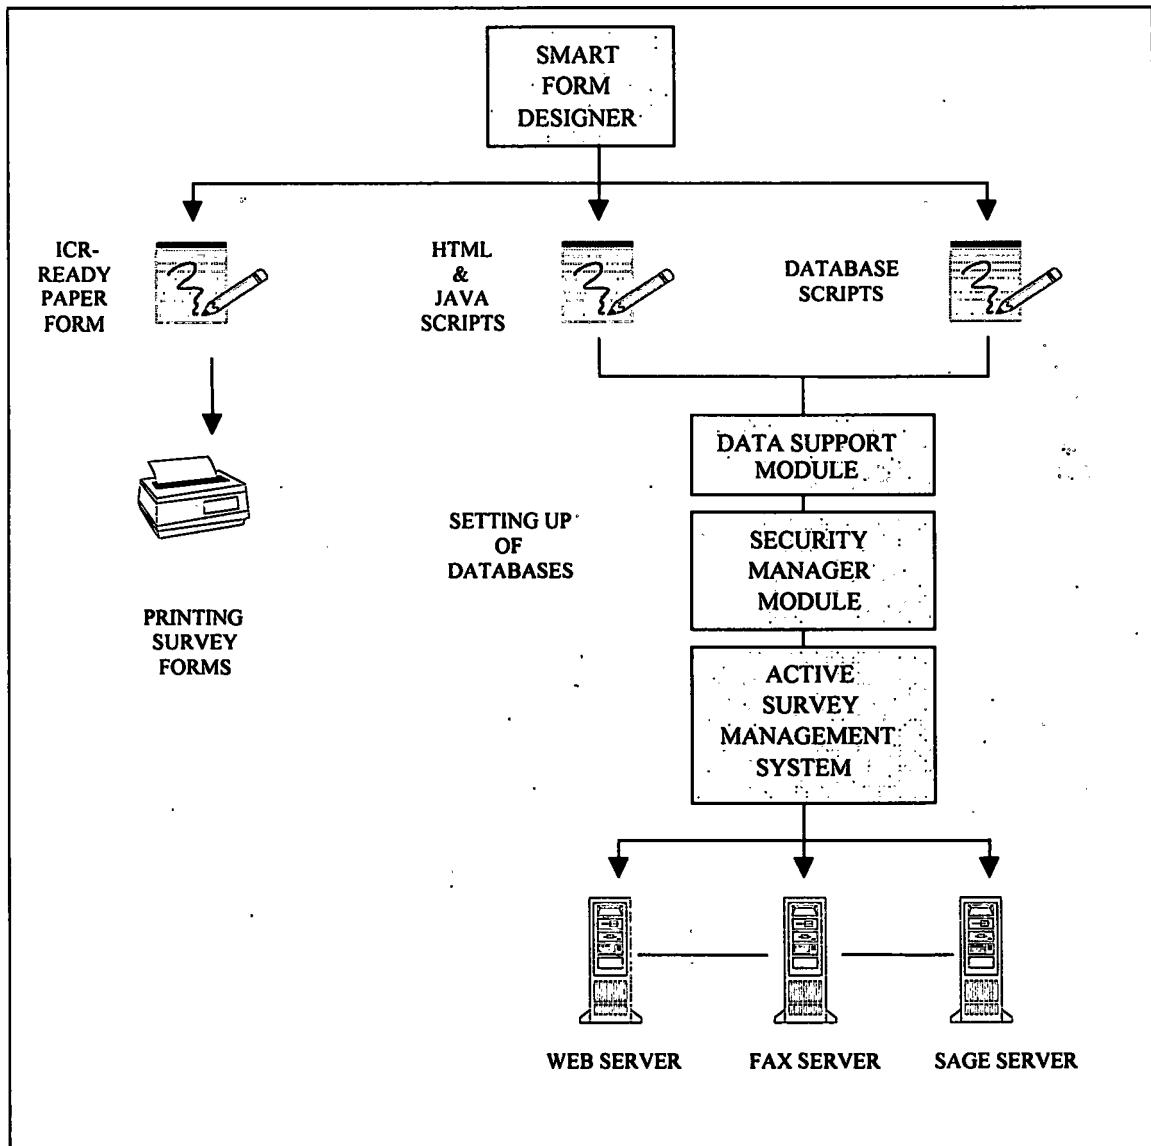 SMART
FORM
DESIGNER
ICR-
READY
PAPER
FORM
HTML
&
JAVA
SCRIPTS
DATABASE
SCRIPTS
DATA SUPPORT
MODULE
SETTING UP
OF
DATABASES
SECURITY
MANAGER
MODULE
PRINTING
SURVEY
FORMS
ACTIVE
SURVEY
MANAGEMENT
SYSTEM
WEB SERVER
FAX SERVER
SAGE SERVER